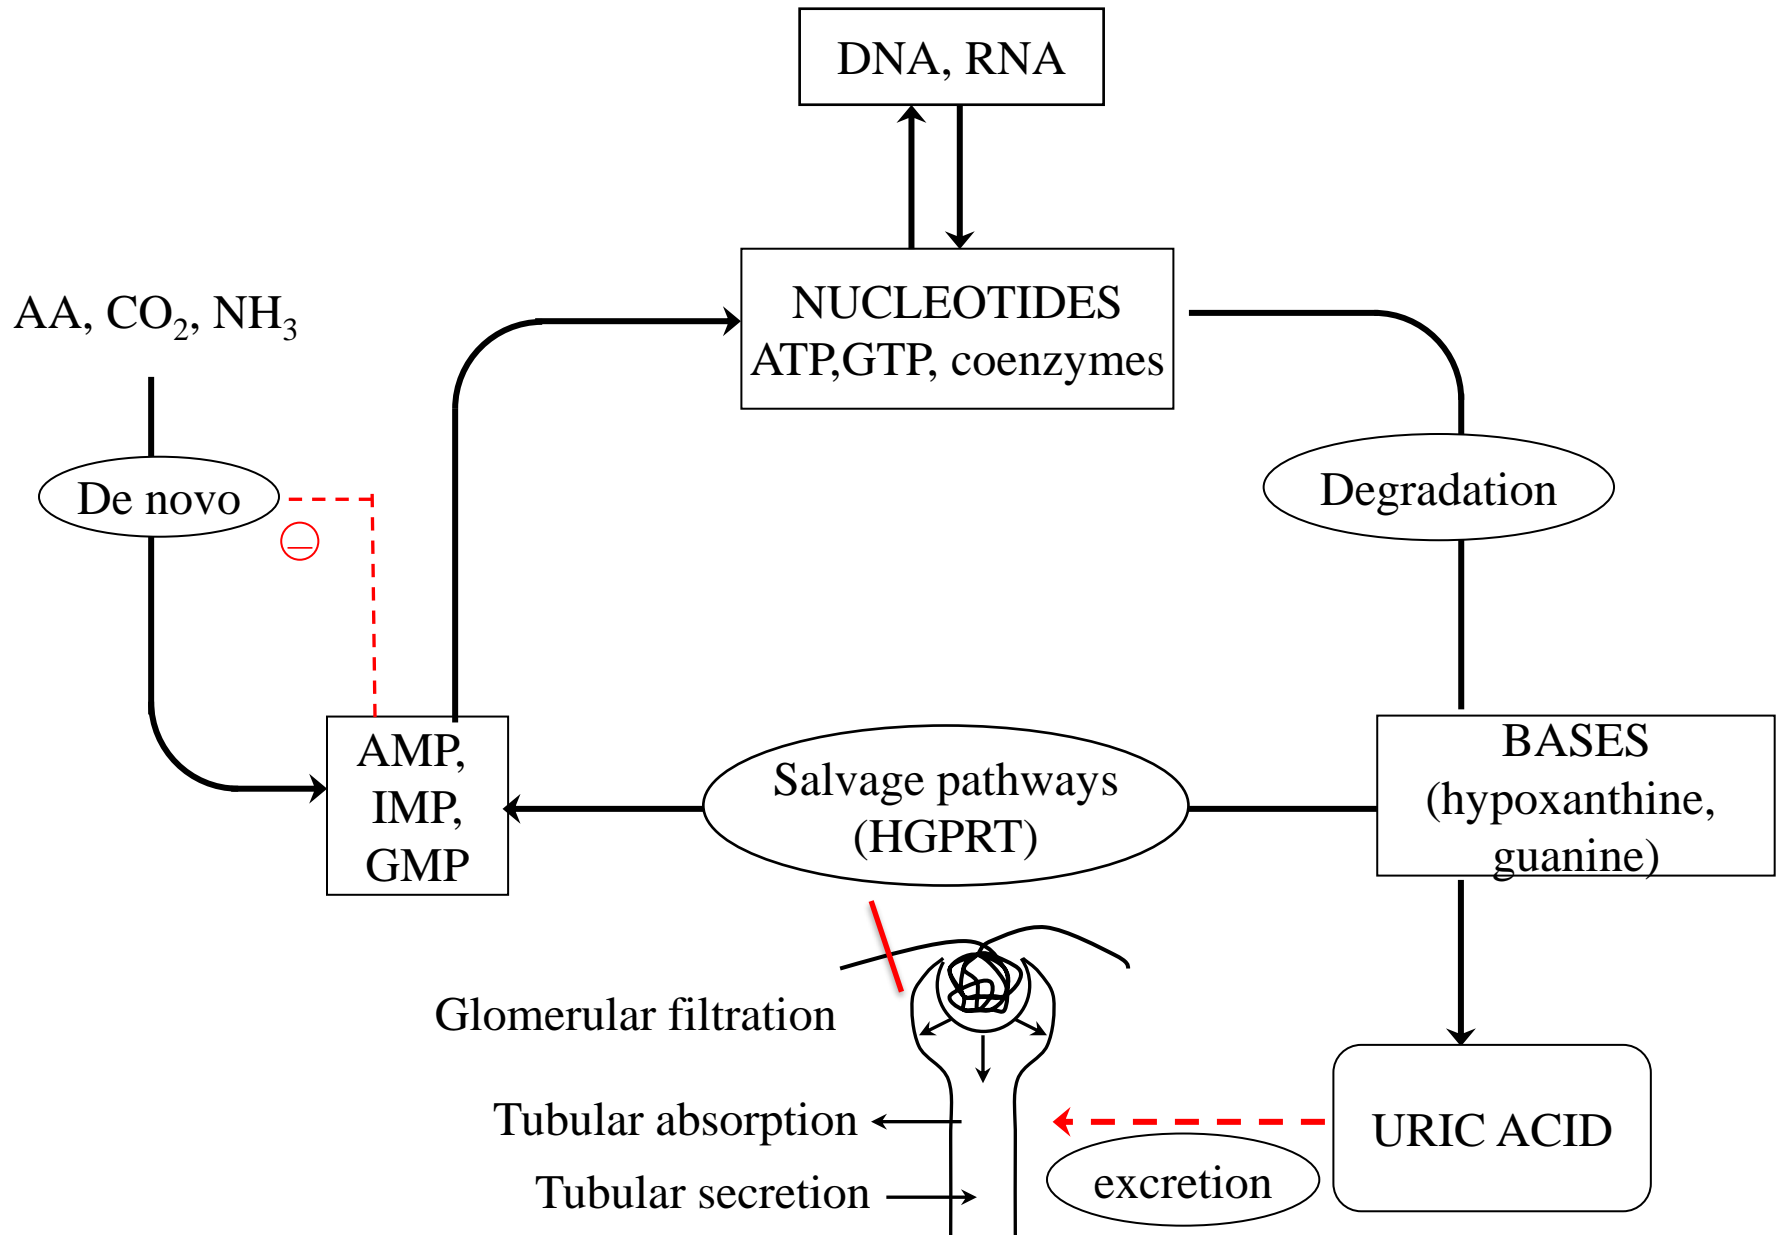 DNA, RNA
AA, CO₂, NH₃
NUCLEOTIDES
ATP,GTP, coenzymes
De novo
Degradation
AMP,
IMP,
GMP
Salvage pathways
(HGPRT)
BASES
(hypoxanthine,
guanine)
Glomerular filtration
Tubular absorption
Tubular secretion
excretion
URIC ACID